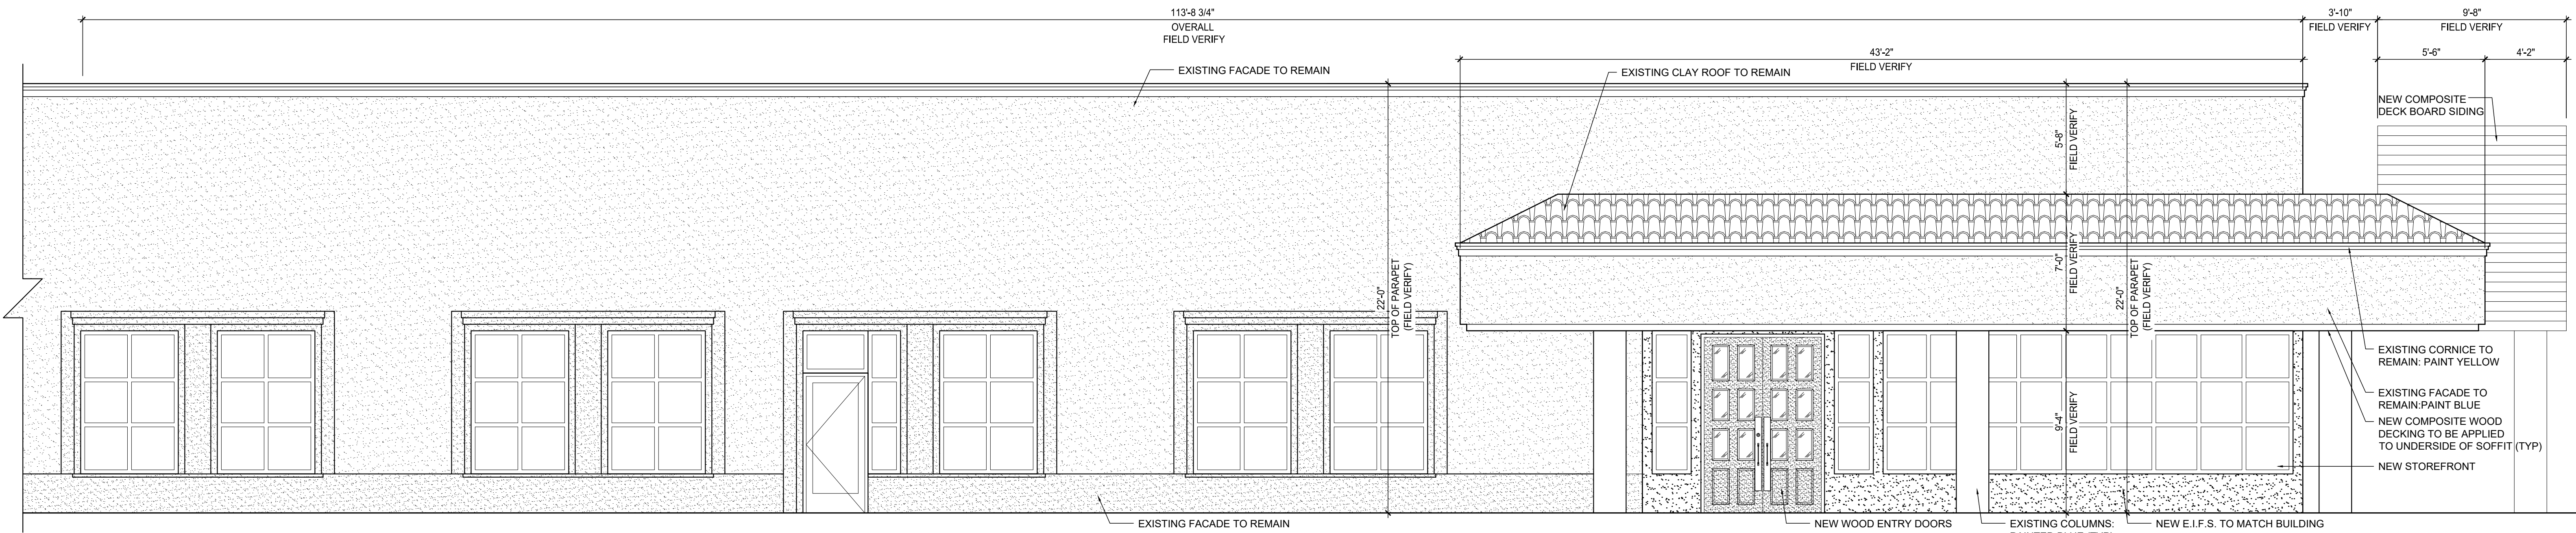 113'-8 3/4"
OVERALL
FIELD VERIFY
3'-10"
FIELD VERIFY
9'-8"
FIELD VERIFY
43'-2"
FIELD VERIFY
5'-6"
4'-2"
EXISTING FACADE TO REMAIN
EXISTING CLAY ROOF TO REMAIN
NEW COMPOSITE
DECK BOARD SIDING
5'-8"
FIELD VERIFY
7'-0"
FIELD VERIFY
9'-4"
FIELD VERIFY
22'-0"
TOP OF PARAPET
(FIELD VERIFY)
22'-0"
TOP OF PARAPET
(FIELD VERIFY)
EXISTING CORNICE TO
REMAIN: PAINT YELLOW
EXISTING FACADE TO
REMAIN:PAINT BLUE
NEW COMPOSITE WOOD
DECKING TO BE APPLIED
TO UNDERSIDE OF SOFFIT (TYP)
NEW STOREFRONT
EXISTING FACADE TO REMAIN
NEW WOOD ENTRY DOORS
EXISTING COLUMNS:
NEW E.I.F.S. TO MATCH BUILDING